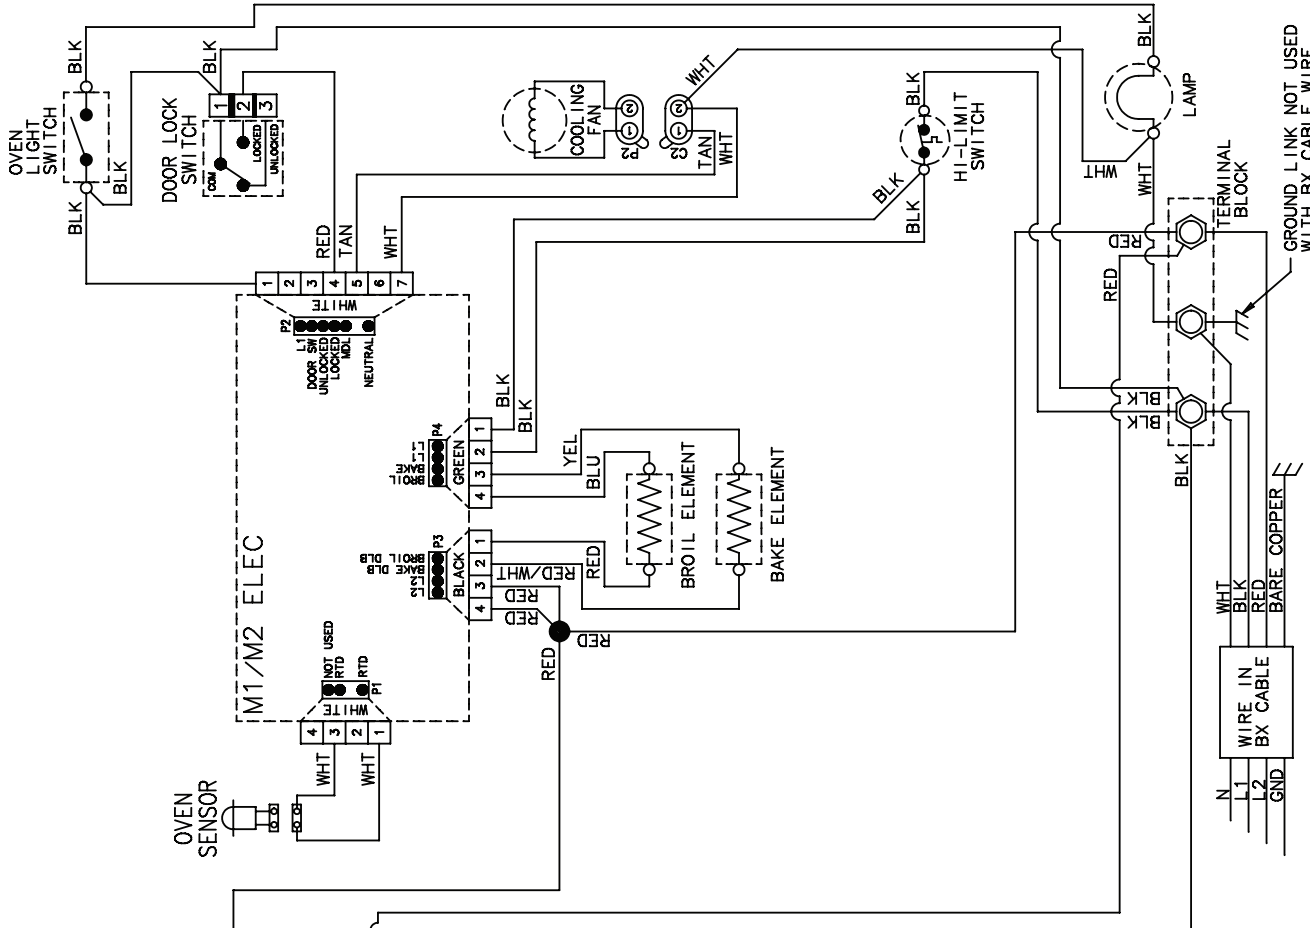 OVEN
LIGHT
SWITCH
BLK
BLK
BLK
DOOR LOCK
SWITCH
BLK
1
2
3
COM
LOCKED
UNLOCKED
COOLING
FAN
2
1
P2
2
1
C2
WHT
TAN
WHT
BLK
HI-LIMIT
SWITCH
BLK
BLK
BLK
LAMP
WHT
WHT
GROUND LINK NOT USED
WITH BX CABLE WIRE
TERMINAL
BLOCK
RED
RED
BLK
BLK
BLK
RED
TAN
WHT
1
2
3
4
5
6
7
WHITE
P2
L1
DOOR SW
UNLOCKED
LOCKED
MDL
NEUTRAL
BLK
BLK
P4
L1
L1
BAKE
BROIL
GREEN
1
2
3
4
YEL
BLU
BROIL ELEMENT
BAKE ELEMENT
P3
BROIL DLB
BAKE DLB
L2
L2
BLACK
1
2
3
4
RED
RED/WHT
RED
RED
RED
RED
M1/M2 ELEC
NOT USED
RTD
RTD
P1
WHITE
4
3
2
1
WHT
WHT
OVEN
SENSOR
WHT
BLK
RED
BARE COPPER
WIRE IN
BX CABLE
N
L1
L2
GND